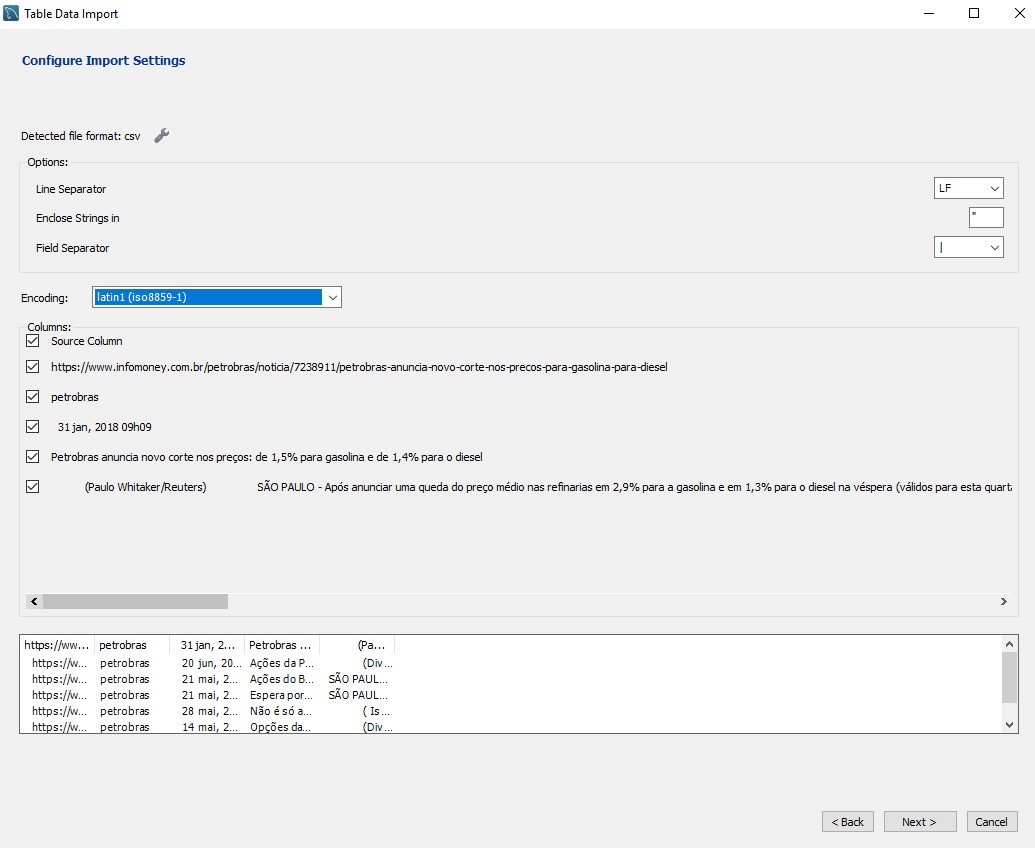 Table Data Import
Configure Import Settings
Detected file format: csv
Options:
Line Separator LF
Enclose Strings in "
Field Separator |
Encoding: latin1 (iso8859-1)
Columns:
Source Column
https://www.infomoney.com.br/petrobras/noticia/7238911/petrobras-anuncia-novo-corte-nos-precos-para-gasolina-para-diesel
petrobras
31 jan, 2018 09h09
Petrobras anuncia novo corte nos preços: de 1,5% para gasolina e de 1,4% para o diesel
(Paulo Whitaker/Reuters) SÃO PAULO - Após anunciar uma queda do preço médio nas refinarias em 2,9% para a gasolina e em 1,3% para o diesel na véspera (válidos para esta quarta
https://ww... petrobras 31 jan, 2... Petrobras ... (Pa...
https://w... petrobras 20 jun, 20... Ações da P... (Div...
https://w... petrobras 21 mai, 2... Ações do B... SÃO PAUL...
https://w... petrobras 21 mai, 2... Espera por... SÃO PAUL...
https://w... petrobras 28 mai, 2... Não é só a... ( Is...
https://w... petrobras 14 mai, 2... Opções da... (Div...
< Back Next > Cancel